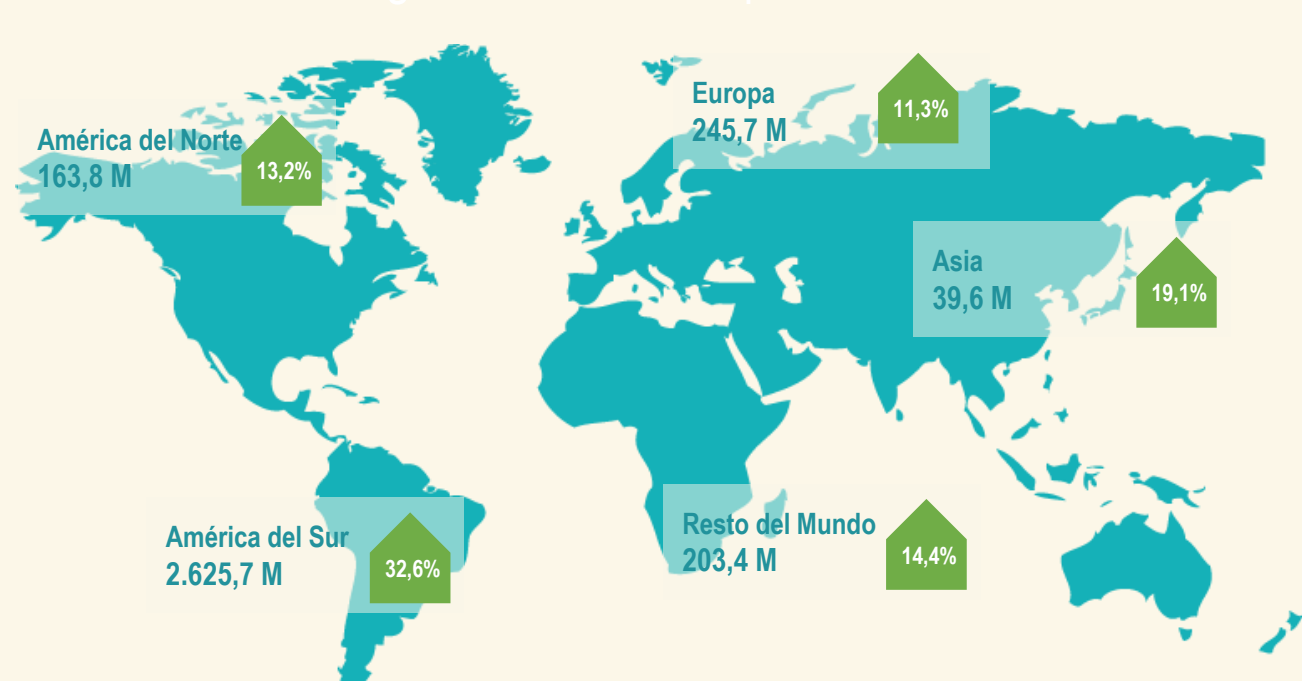 América del Norte
163,8 M
13,2%
Europa
245,7 M
11,3%
Asia
39,6 M
19,1%
América del Sur
2.625,7 M
32,6%
Resto del Mundo
203,4 M
14,4%